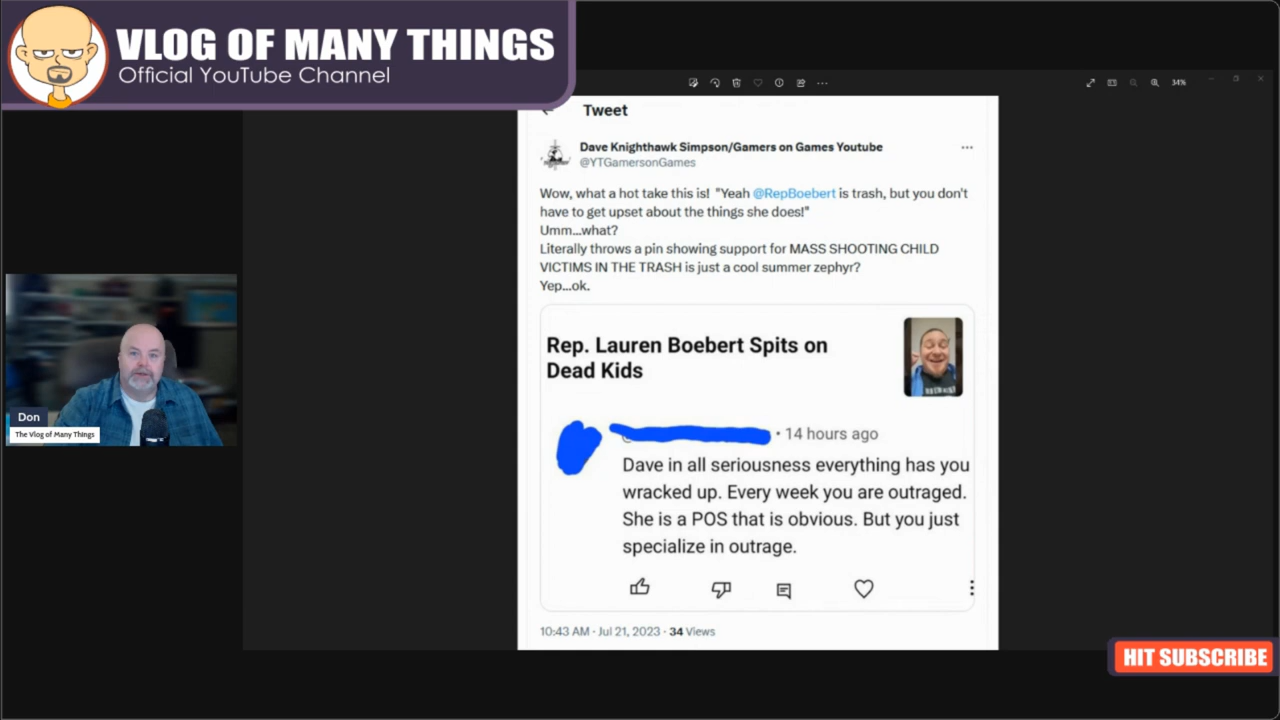 VLOG OF MANY THINGS
Official YouTube Channel
34%
Tweet
Dave Knighthawk Simpson/Gamers on Games Youtube
@YTGamersonGames
Wow, what a hot take this is!  "Yeah @RepBoebert is trash, but you don't
have to get upset about the things she does!"
Umm...what?
Literally throws a pin showing support for MASS SHOOTING CHILD
VICTIMS IN THE TRASH is just a cool summer zephyr?
Yep...ok.
Rep. Lauren Boebert Spits on
Dead Kids
• 14 hours ago
Dave in all seriousness everything has you
wracked up. Every week you are outraged.
She is a POS that is obvious. But you just
specialize in outrage.
10:43 AM · Jul 21, 2023 · 34 Views
Don
The Vlog of Many Things
HIT SUBSCRIBE